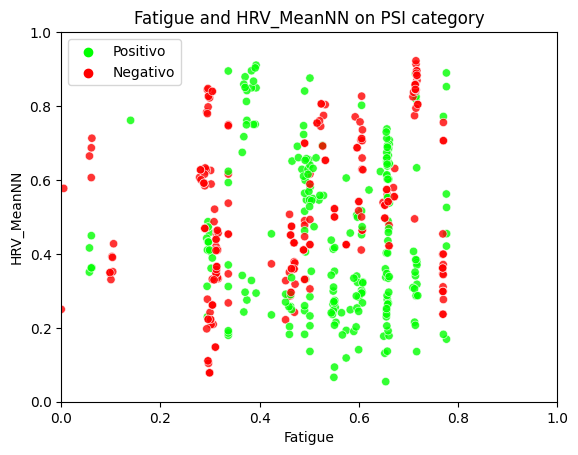 Fatigue and HRV_MeanNN on PSI category
Positivo
Negativo
HRV_MeanNN
1.0
0.8
0.6
0.4
0.2
0.0
0.0 0.2 0.4 0.6 0.8 1.0
Fatigue